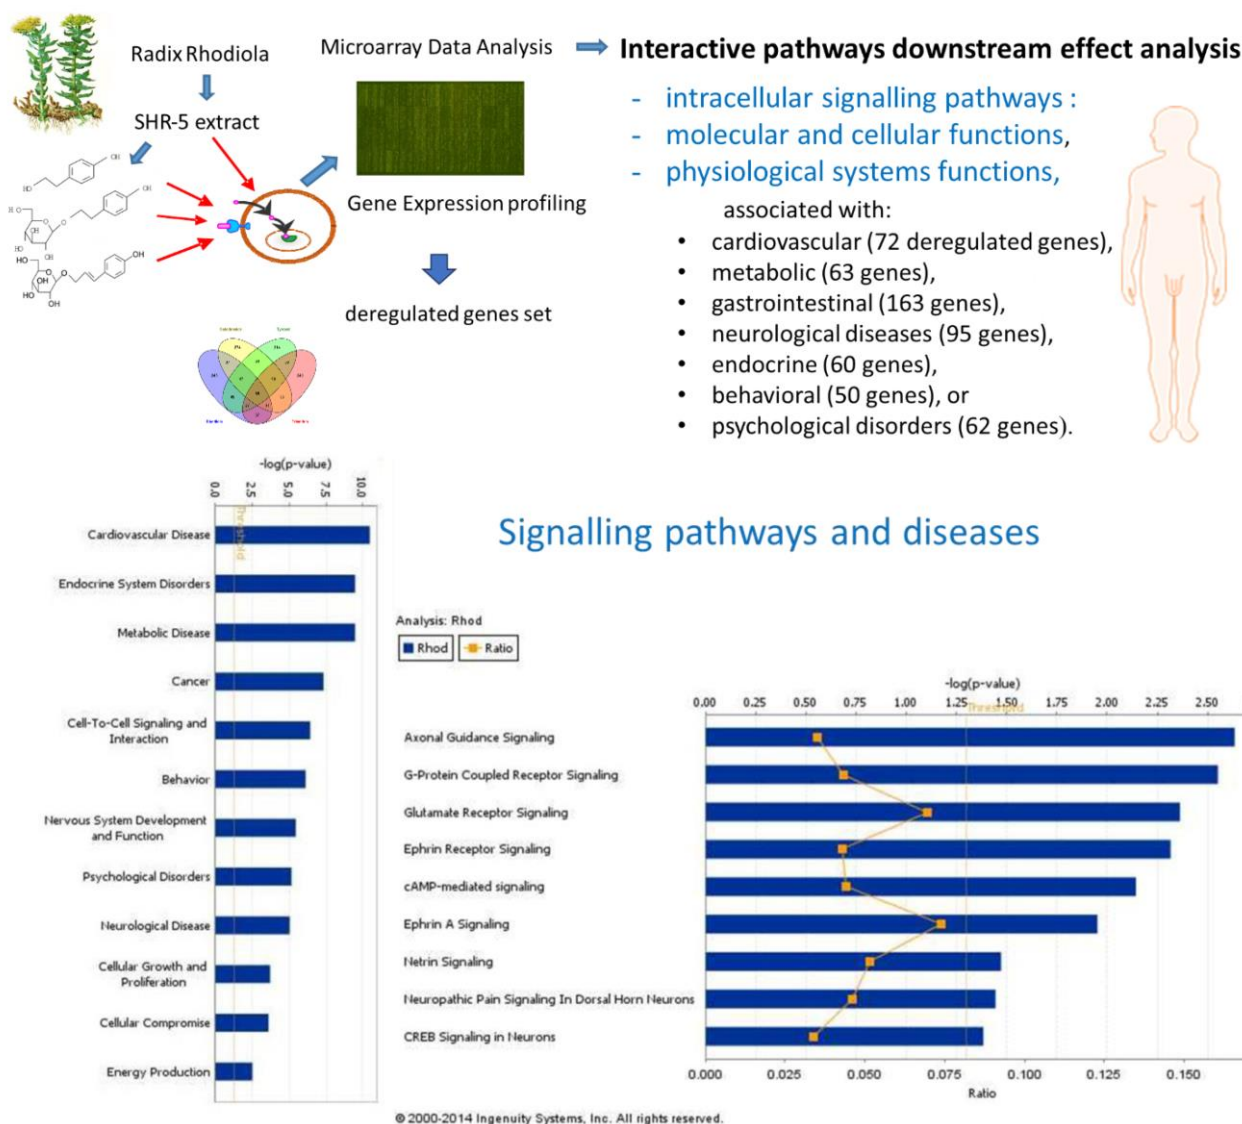 Radix Rhodiola
SHR-5 extract
Microarray Data Analysis
Gene Expression profiling
deregulated genes set
Interactive pathways downstream effect analysis
- intracellular signalling pathways :
- molecular and cellular functions,
- physiological systems functions,
associated with:
• cardiovascular (72 deregulated genes),
• metabolic (63 genes),
• gastrointestinal (163 genes),
• neurological diseases (95 genes),
• endocrine (60 genes),
• behavioral (50 genes), or
• psychological disorders (62 genes).
OH
HO
OH
OH
HO
OH
HO
OH
OH
Signalling pathways and diseases
-log(p-value)
0.0 2.5 5.0 7.5 10.0
Threshold
Cardiovascular Disease
Endocrine System Disorders
Metabolic Disease
Cancer
Cell-To-Cell Signaling and
Interaction
Behavior
Nervous System Development
and Function
Psychological Disorders
Neurological Disease
Cellular Growth and
Proliferation
Cellular Compromise
Energy Production
Analysis: Rhod
Rhod Ratio
-log(p-value)
0.00 0.25 0.50 0.75 1.00 1.25 1.50 1.75 2.00 2.25 2.50
Threshold
Axonal Guidance Signaling
G-Protein Coupled Receptor Signaling
Glutamate Receptor Signaling
Ephrin Receptor Signaling
cAMP-mediated signaling
Ephrin A Signaling
Netrin Signaling
Neuropathic Pain Signaling In Dorsal Horn Neurons
CREB Signaling in Neurons
0.000 0.025 0.050 0.075 0.100 0.125 0.150
Ratio
© 2000-2014 Ingenuity Systems, Inc. All rights reserved.